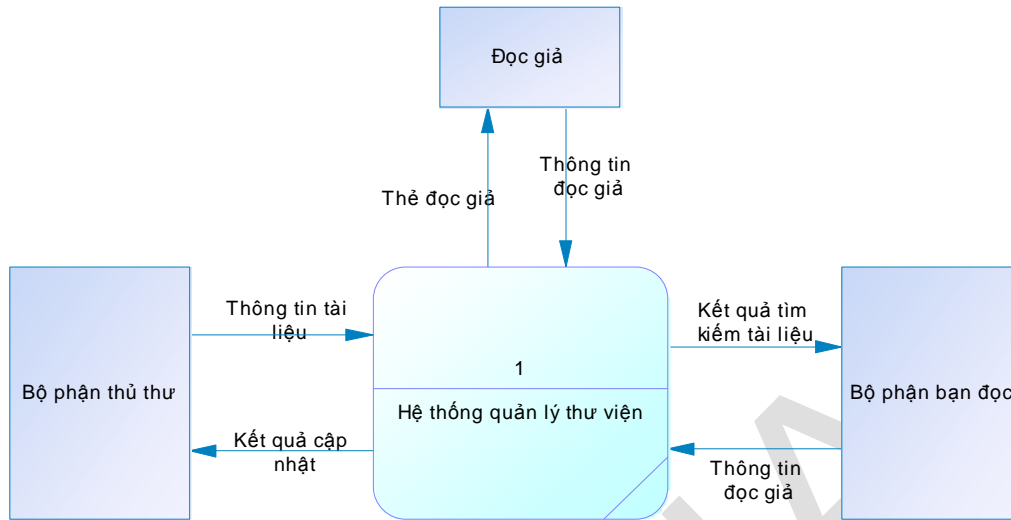 Đọc giả
Thẻ đọc giả
Thông tin
đọc giả
Bộ phận thủ thư
Thông tin tài
liệu
Kết quả cập
nhật
1
Hệ thống quản lý thư viện
Kết quả tìm
kiếm tài liệu
Thông tin
đọc giả
Bộ phận bạn đọc